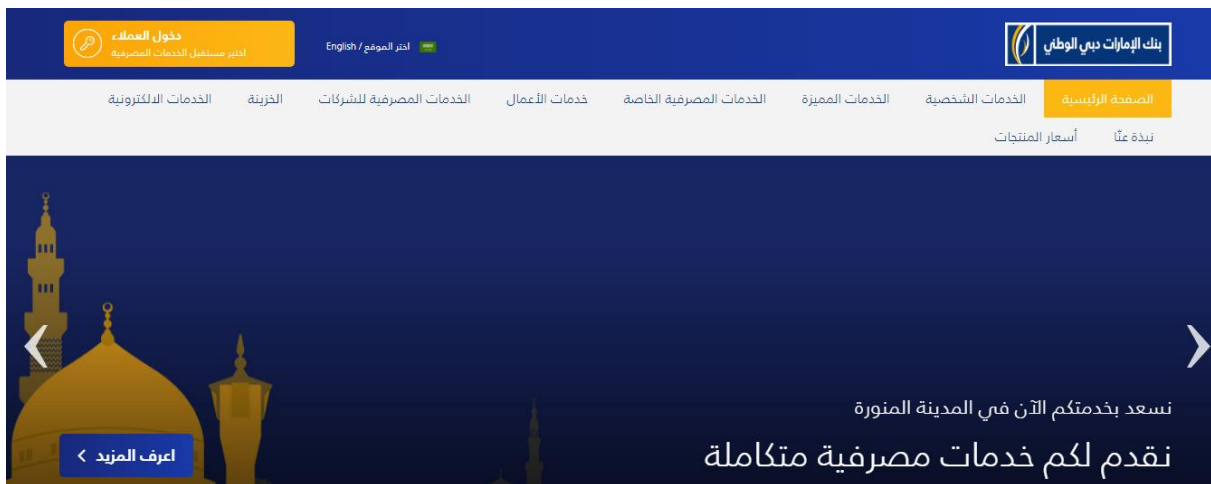 بنك الإمارات دبي الوطني
اختر الموقع / English
دخول العملاء
اختبر مستقبل الخدمات المصرفية
الصفحة الرئيسية
الخدمات الشخصية
الخدمات المميزة
الخدمات المصرفية الخاصة
خدمات الأعمال
الخدمات المصرفية للشركات
الخزينة
الخدمات الالكترونية
نبذة عنّا
أسعار المنتجات
نسعد بخدمتكم الآن في المدينة المنورة
نقدم لكم خدمات مصرفية متكاملة
اعرف المزيد